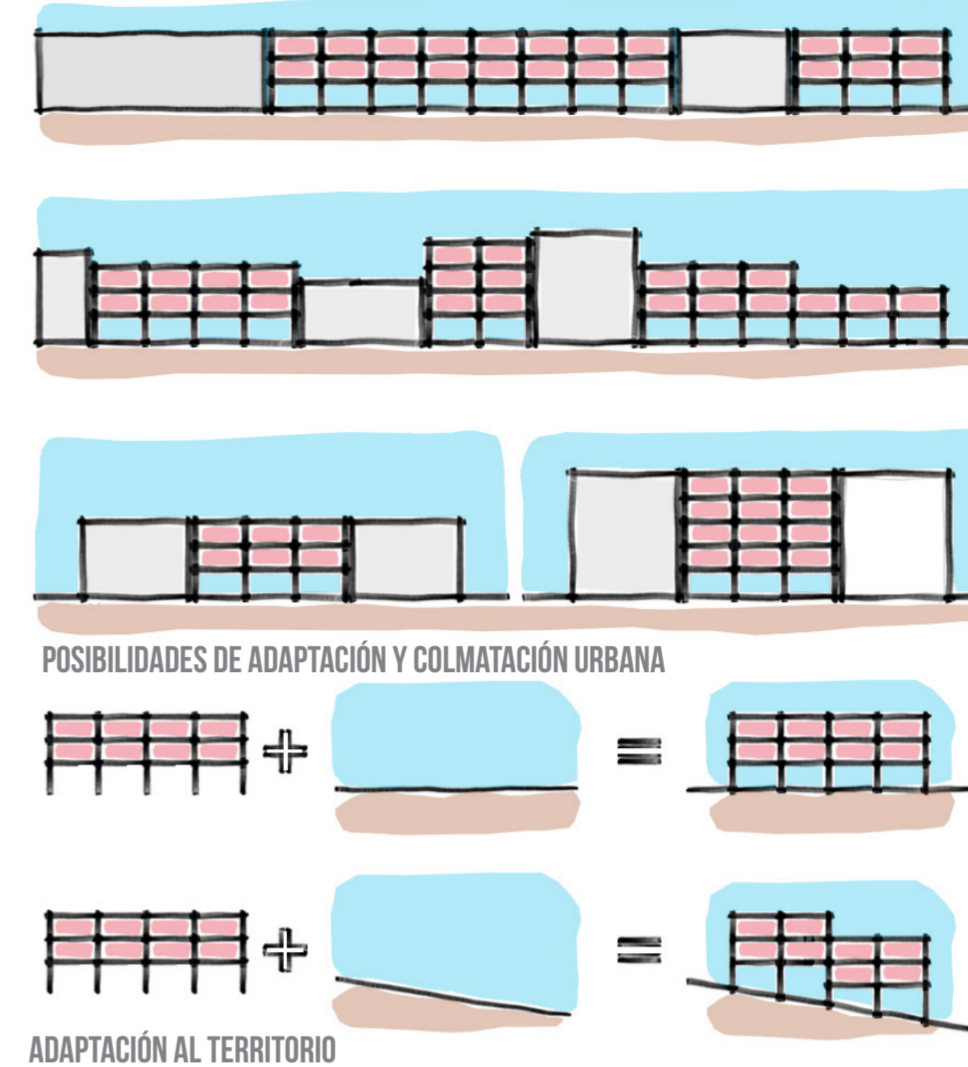 POSIBILIDADES DE ADAPTACIÓN Y COLMATACIÓN URBANA
ADAPTACIÓN AL TERRITORIO